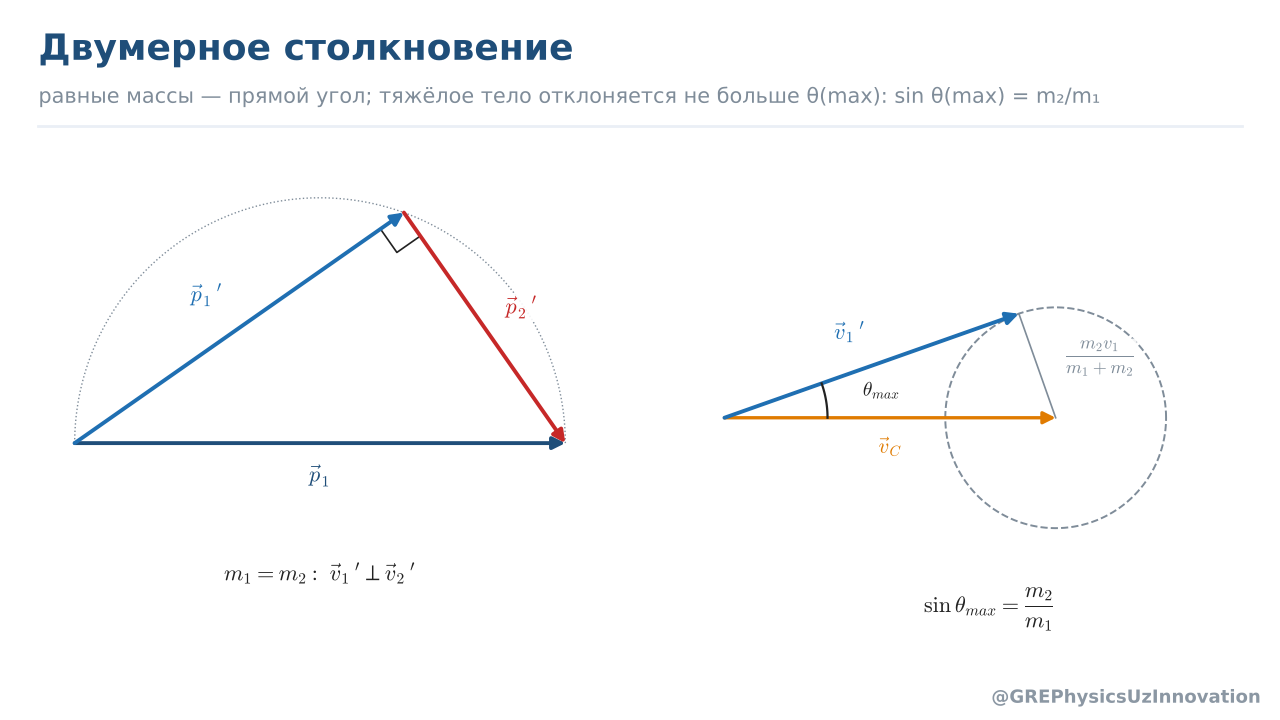 Двумерное столкновение
равные массы — прямой угол; тяжёлое тело отклоняется не больше θ(max): sin θ(max) = m₂/m₁
p⃗₁ ′
p⃗₂ ′
p⃗₁
m₁ = m₂ : v⃗₁ ′ ⊥ v⃗₂ ′
v⃗₁ ′
m₂v₁
m₁ + m₂
θmax
v⃗C
sin θmax = m₂/m₁
@GREPhysicsUzInnovation